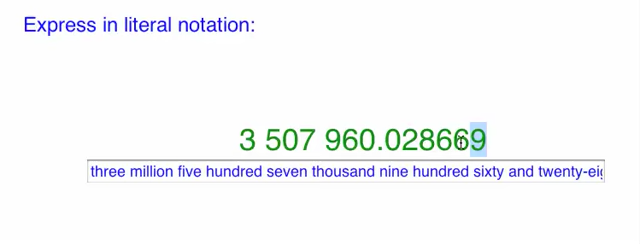 Express in literal notation:
3 507 960.028669
three million five hundred seven thousand nine hundred sixty and twenty-eig